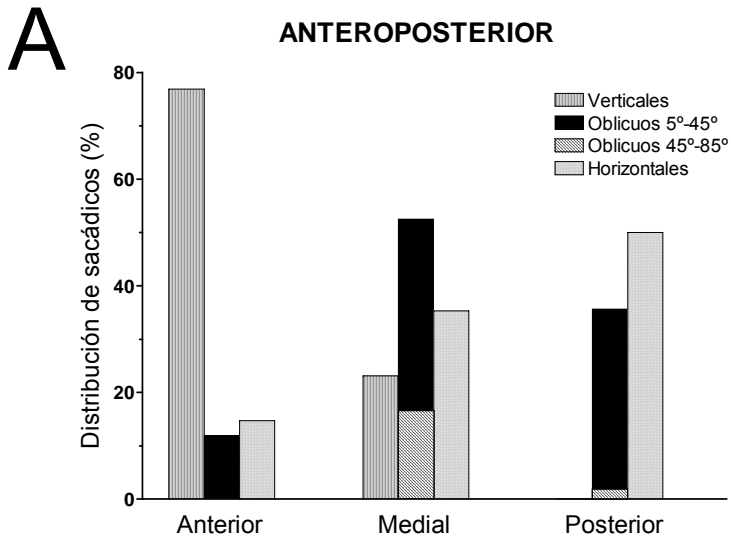 A
ANTEROPOSTERIOR
Distribución de sacádicos (%)
80
60
40
20
0
Verticales
Oblicuos 5º-45º
Oblicuos 45º-85º
Horizontales
Anterior Medial Posterior